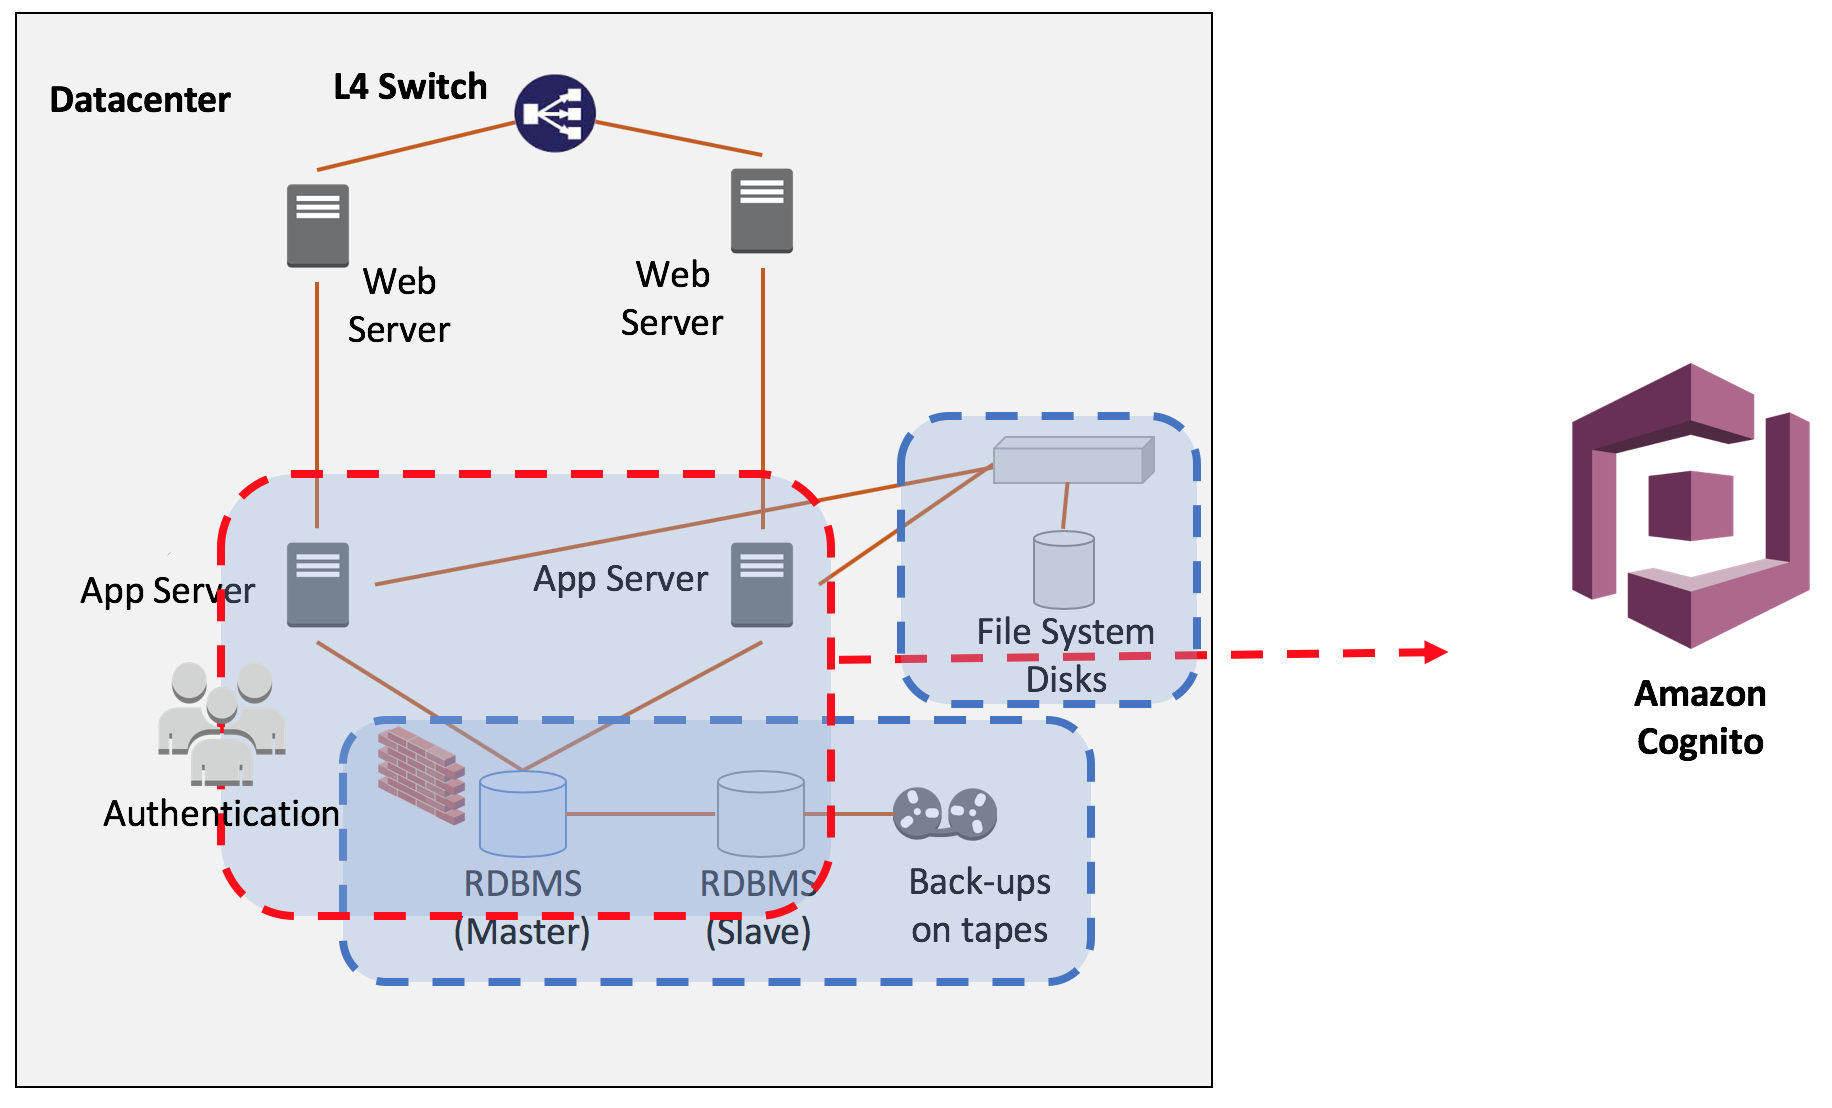 Datacenter
L4 Switch
Web
Server
Web
Server
App Server
App Server
File System
Disks
Authentication
RDBMS
(Master)
RDBMS
(Slave)
Back-ups
on tapes
Amazon
Cognito